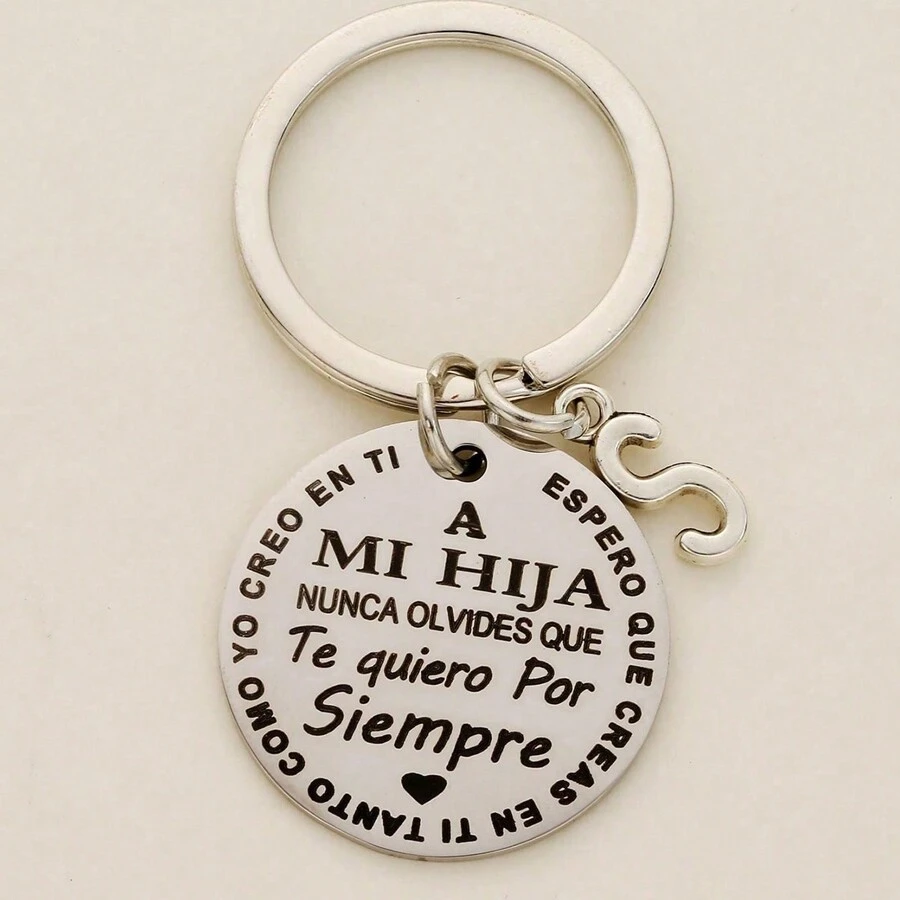 A
MI HIJA
NUNCA OLVIDES QUE
Te quiero Por
Siempre
ESPERO QUE CREAS EN TI TANTO COMO YO CREO EN TI
S